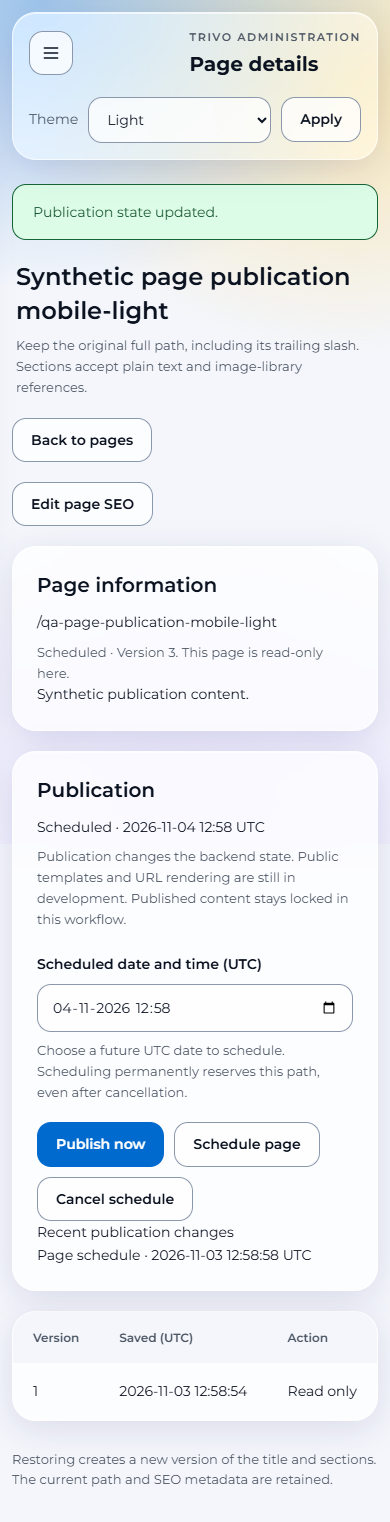 TRIVO ADMINISTRATION
Page details
Theme
Light
Apply
Publication state updated.
Synthetic page publication
mobile-light
Keep the original full path, including its trailing slash.
Sections accept plain text and image-library
references.
Back to pages
Edit page SEO
Page information
/qa-page-publication-mobile-light
Scheduled · Version 3. This page is read-only
here.
Synthetic publication content.
Publication
Scheduled · 2026-11-04 12:58 UTC
Publication changes the backend state. Public
templates and URL rendering are still in
development. Published content stays locked in
this workflow.
Scheduled date and time (UTC)
04-11-2026 12:58
Choose a future UTC date to schedule.
Scheduling permanently reserves this path,
even after cancellation.
Publish now
Schedule page
Cancel schedule
Recent publication changes
Page schedule · 2026-11-03 12:58:58 UTC
Version Saved (UTC) Action
1 2026-11-03 12:58:54 Read only
Restoring creates a new version of the title and sections.
The current path and SEO metadata are retained.